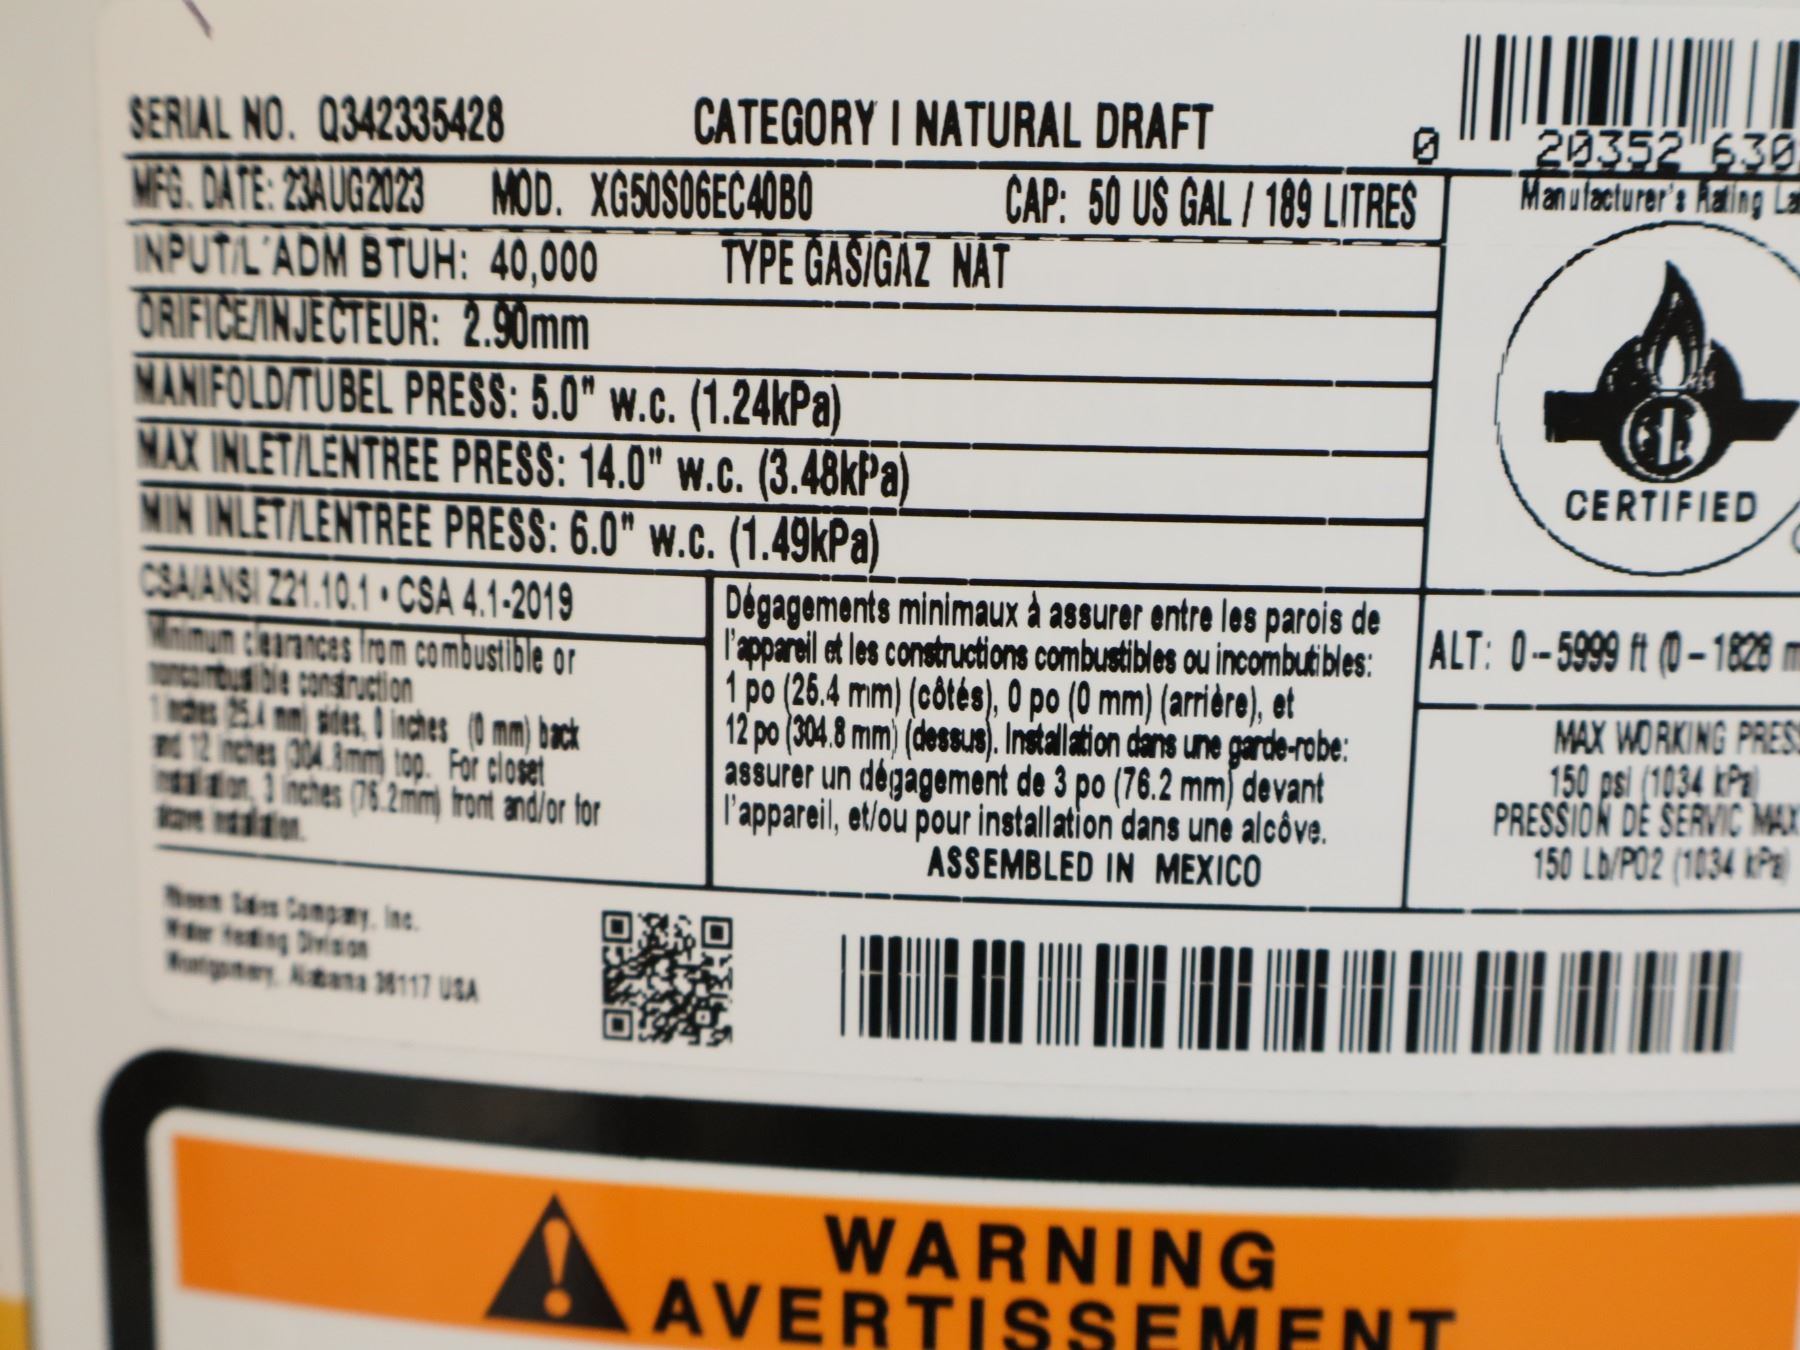 SERIAL NO. Q342335428 CATEGORY I NATURAL DRAFT
0 20352 630
MFG. DATE: 23AUG2023 MOD. XG50S06EC40B0 CAP: 50 US GAL / 189 LITRES
Manufacturer's Rating
INPUT/L'ADM BTUH: 40,000 TYPE GAS/GAZ NAT
ORIFICE/INJECTEUR: 2.90mm
MANIFOLD/TUBEL PRESS: 5.0" w.c. (1.24kPa)
MAX INLET/LENTREE PRESS: 14.0" w.c. (3.48kPa)
MIN INLET/LENTREE PRESS: 6.0" w.c. (1.49kPa)
CERTIFIED
CSA/ANSI Z21.10.1 • CSA 4.1-2019
Minimum clearances from combustible or
noncombustible construction
1 inches (25.4 mm) sides, 0 inches (0 mm) back
and 12 inches (304.8mm) top. For closet
installation, 3 inches (76.2mm) front and/or for
alcove installation.
Dégagements minimaux à assurer entre les parois de
l'appareil et les constructions combustibles ou incombutibles:
1 po (25.4 mm) (côtés), 0 po (0 mm) (arrière), et
12 po (304.8 mm) (dessus). Installation dans une garde-robe:
assurer un dégagement de 3 po (76.2 mm) devant
l'appareil, et/ou pour installation dans une alcôve.
ASSEMBLED IN MEXICO
ALT: 0--5999 ft (0 – 1828 m
MAX WORKING PRESS
150 psi (1034 kPa)
PRESSION DE SERVIC MAX
150 Lb/PO2 (1034 kPa)
Rheem Sales Company, Inc.
Water Heating Division
Montgomery, Alabama 36117 USA
WARNING
AVERTISSEMENT